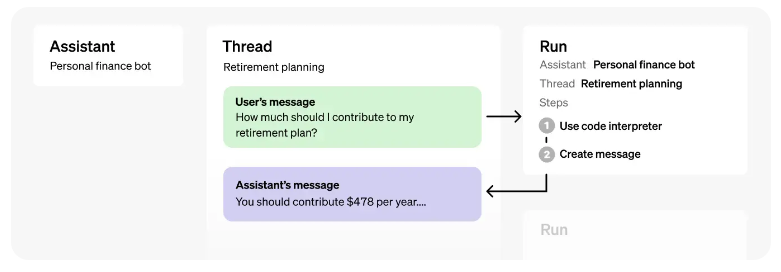 Assistant
Personal finance bot
Thread
Retirement planning
User's message
How much should I contribute to my
retirement plan?
Assistant's message
You should contribute $478 per year....
Run
Assistant Personal finance bot
Thread Retirement planning
Steps
1 Use code interpreter
2 Create message
Run